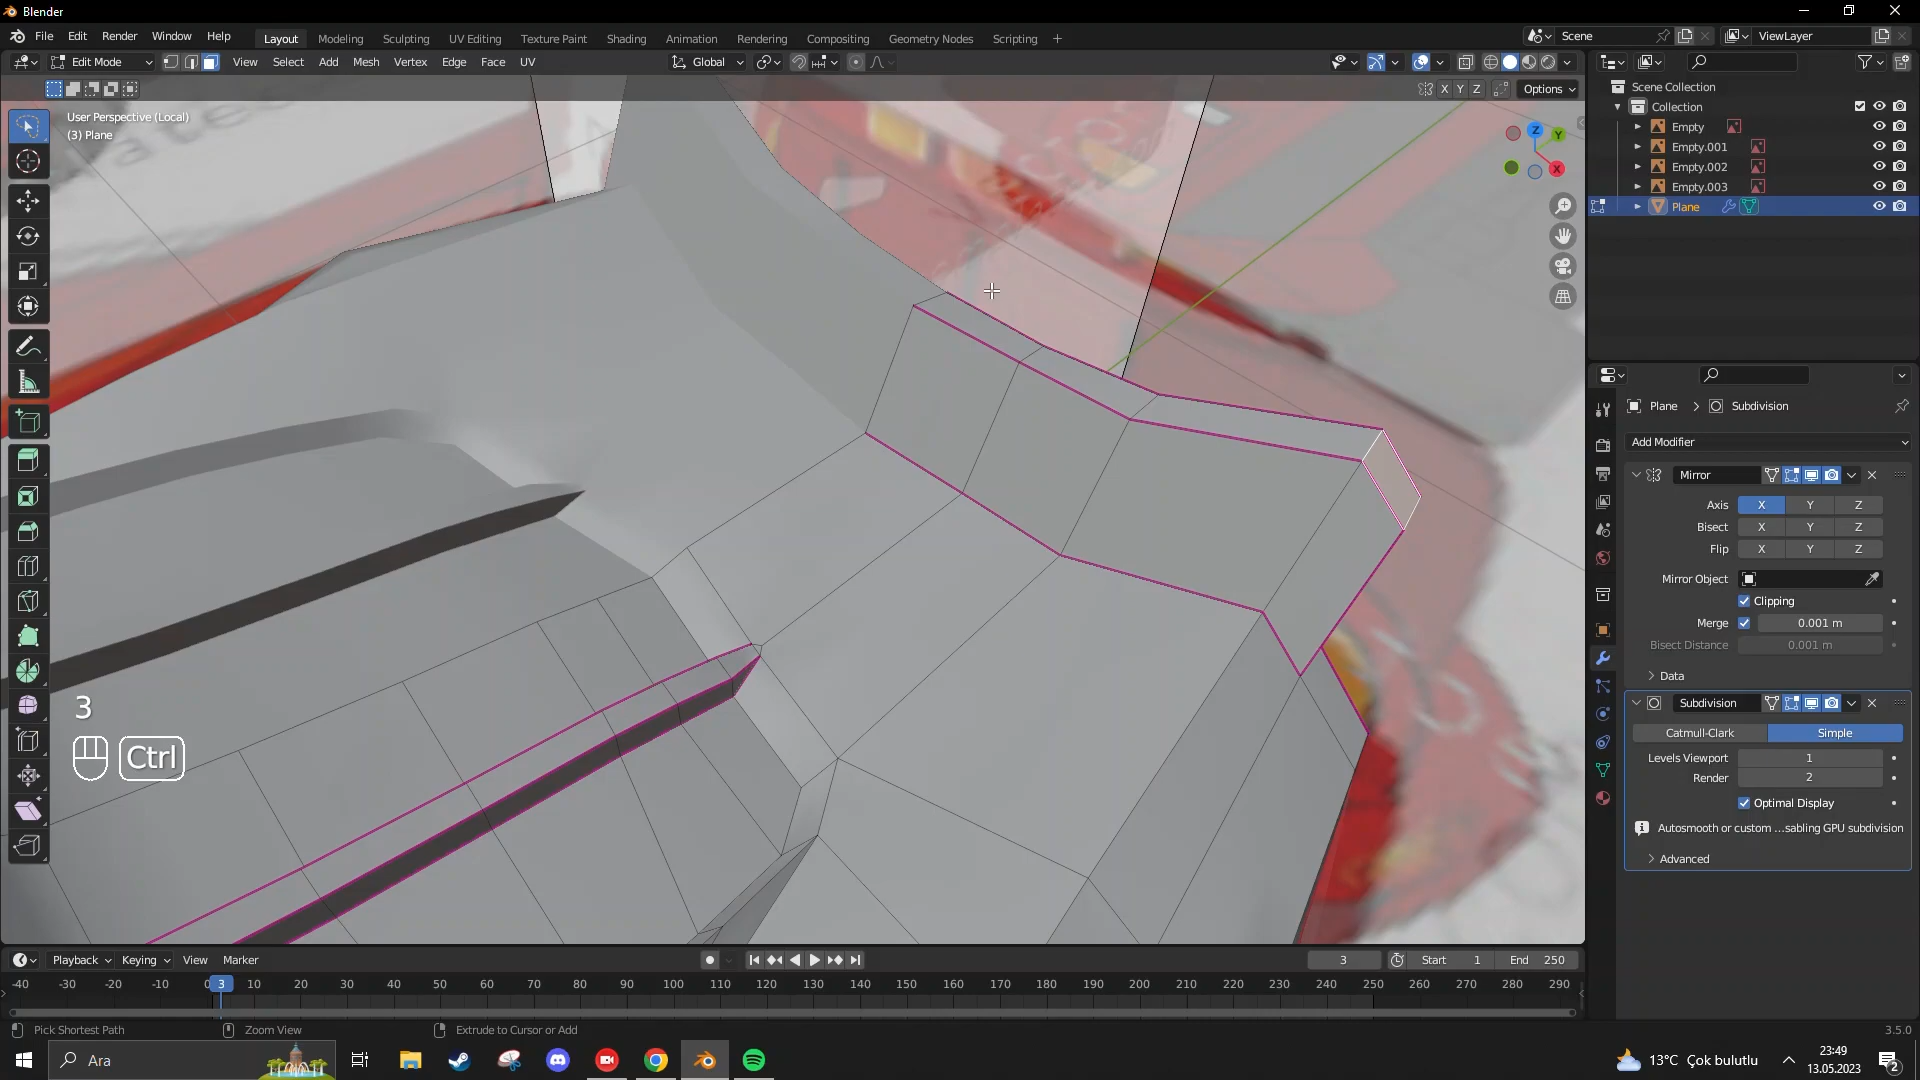 Blender
File Edit Render Window Help Layout Modeling Sculpting UV Editing Texture Paint Shading Animation Rendering Compositing Geometry Nodes Scripting + Scene ViewLayer
Edit Mode View Select Add Mesh Vertex Edge Face UV Global
X Y Z Options
User Perspective (Local)
(3) Plane
Z Y X
Scene Collection
Collection
Empty
Empty.001
Empty.002
Empty.003
Plane
Plane > Subdivision
Add Modifier
Mirror
Axis X Y Z
Bisect X Y Z
Flip X Y Z
Mirror Object
Clipping
Merge 0.001 m
Bisect Distance 0.001 m
Data
Subdivision
Catmull-Clark Simple
Levels Viewport 1
Render 2
Optimal Display
Autosmooth or custom ...sabling GPU subdivision
Advanced
3
Ctrl
Playback Keying View Marker 3 Start 1 End 250
-40 -30 -20 -10 0 3 10 20 30 40 50 60 70 80 90 100 110 120 130 140 150 160 170 180 190 200 210 220 230 240 250 260 270 280 290
Pick Shortest Path Zoom View Extrude to Cursor or Add 3.5.0
Ara
13°C Çok bulutlu
23:49
13.05.2023
2